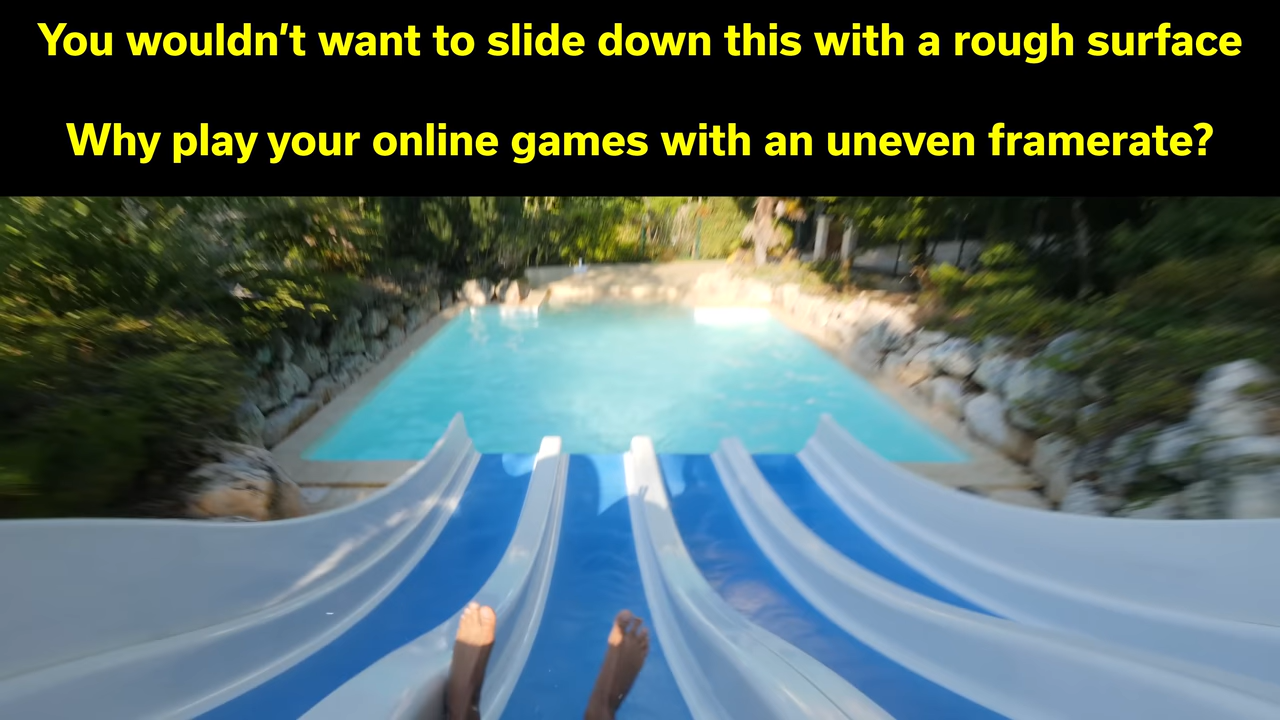 You wouldn’t want to slide down this with a rough surface
Why play your online games with an uneven framerate?